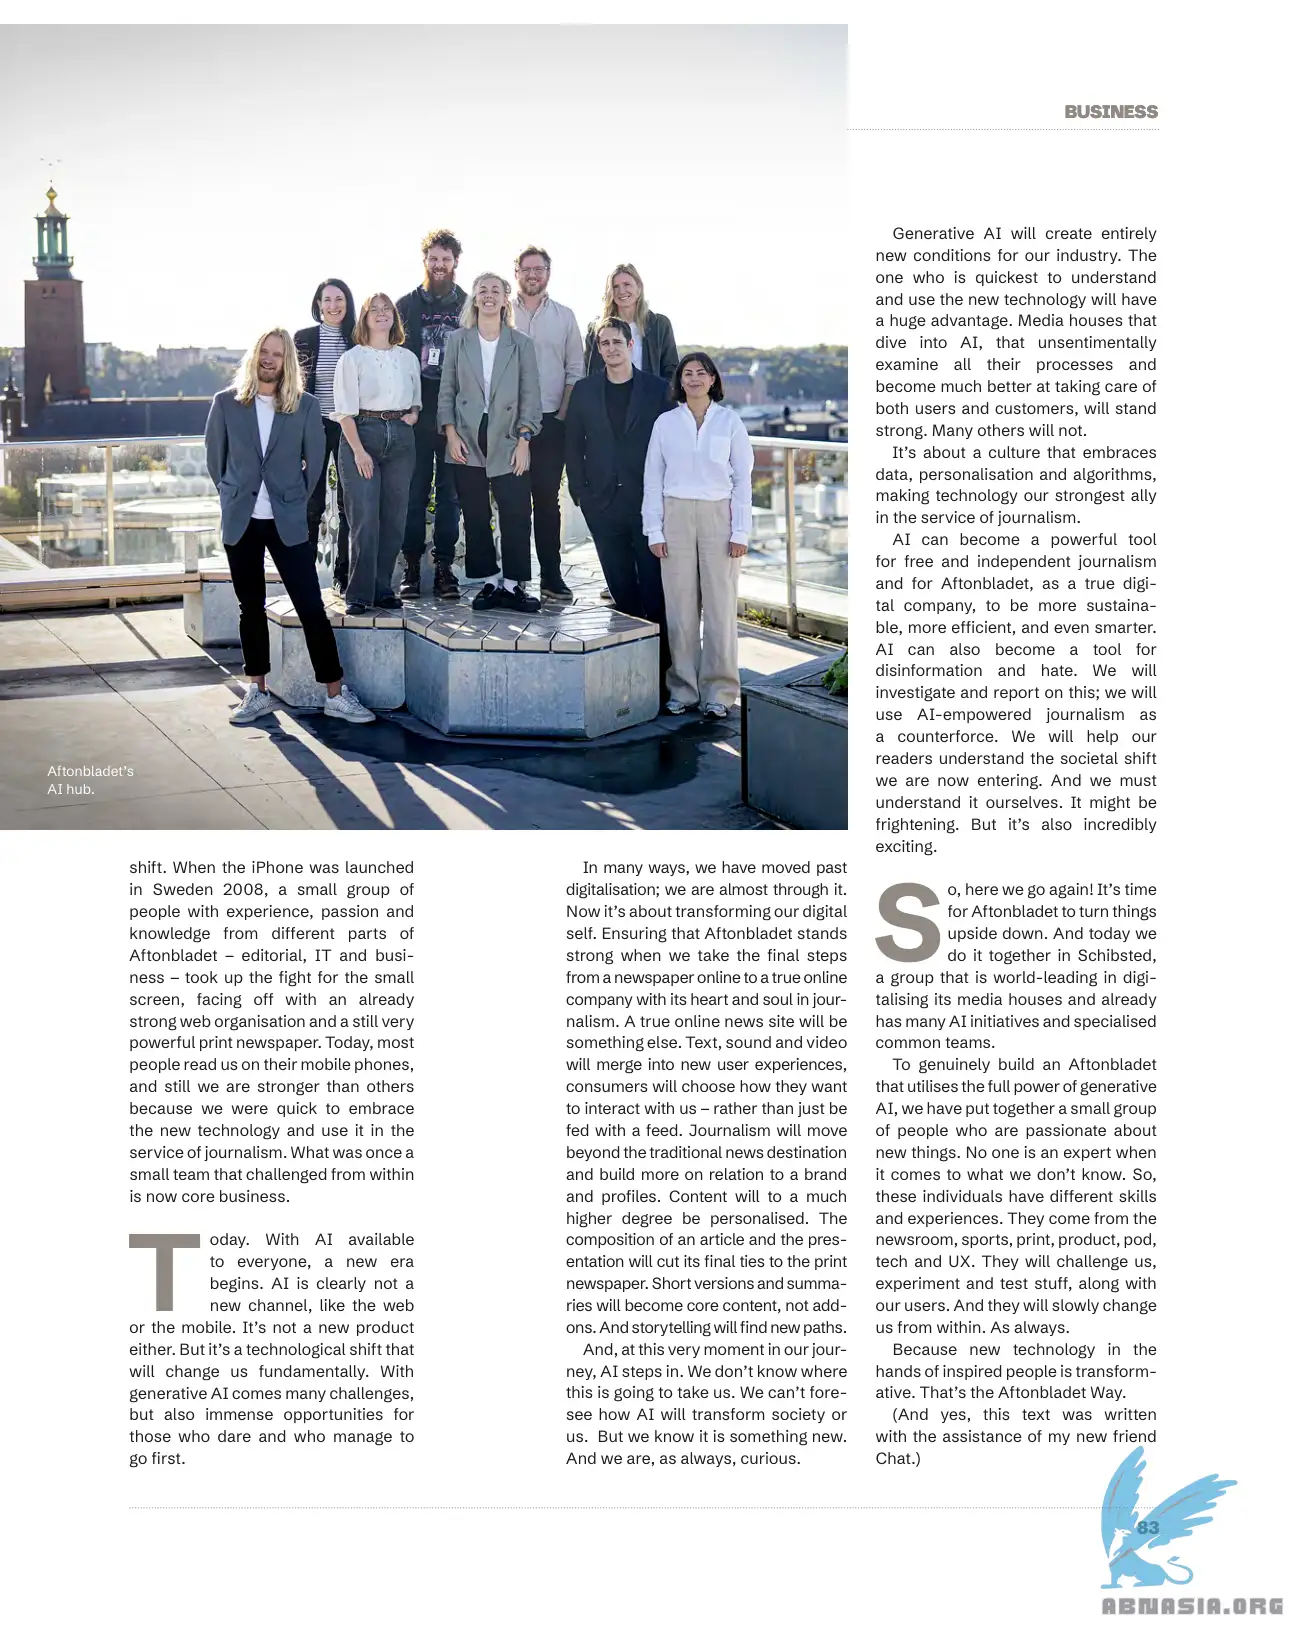 BUSINESS
Aftonbladet's
AI hub.
shift. When the iPhone was launched
in Sweden 2008, a small group of
people with experience, passion and
knowledge from different parts of
Aftonbladet – editorial, IT and busi-
ness – took up the fight for the small
screen, facing off with an already
strong web organisation and a still very
powerful print newspaper. Today, most
people read us on their mobile phones,
and still we are stronger than others
because we were quick to embrace
the new technology and use it in the
service of journalism. What was once a
small team that challenged from within
is now core business.
Today. With AI available
to everyone, a new era
begins. AI is clearly not a
new channel, like the web
or the mobile. It's not a new product
either. But it's a technological shift that
will change us fundamentally. With
generative AI comes many challenges,
but also immense opportunities for
those who dare and who manage to
go first.
In many ways, we have moved past
digitalisation; we are almost through it.
Now it's about transforming our digital
self. Ensuring that Aftonbladet stands
strong when we take the final steps
from a newspaper online to a true online
company with its heart and soul in jour-
nalism. A true online news site will be
something else. Text, sound and video
will merge into new user experiences,
consumers will choose how they want
to interact with us – rather than just be
fed with a feed. Journalism will move
beyond the traditional news destination
and build more on relation to a brand
and profiles. Content will to a much
higher degree be personalised. The
composition of an article and the pres-
entation will cut its final ties to the print
newspaper. Short versions and summa-
ries will become core content, not add-
ons. And storytelling will find new paths.
And, at this very moment in our jour-
ney, AI steps in. We don't know where
this is going to take us. We can't fore-
see how AI will transform society or
us. But we know it is something new.
And we are, as always, curious.
Generative AI will create entirely
new conditions for our industry. The
one who is quickest to understand
and use the new technology will have
a huge advantage. Media houses that
dive into AI, that unsentimentally
examine all their processes and
become much better at taking care of
both users and customers, will stand
strong. Many others will not.
It's about a culture that embraces
data, personalisation and algorithms,
making technology our strongest ally
in the service of journalism.
AI can become a powerful tool
for free and independent journalism
and for Aftonbladet, as a true digi-
tal company, to be more sustaina-
ble, more efficient, and even smarter.
AI can also become a tool for
disinformation and hate. We will
investigate and report on this; we will
use AI-empowered journalism as
a counterforce. We will help our
readers understand the societal shift
we are now entering. And we must
understand it ourselves. It might be
frightening. But it's also incredibly
exciting.
So, here we go again! It's time
for Aftonbladet to turn things
upside down. And today we
do it together in Schibsted,
a group that is world-leading in digi-
talising its media houses and already
has many AI initiatives and specialised
common teams.
To genuinely build an Aftonbladet
that utilises the full power of generative
AI, we have put together a small group
of people who are passionate about
new things. No one is an expert when
it comes to what we don't know. So,
these individuals have different skills
and experiences. They come from the
newsroom, sports, print, product, pod,
tech and UX. They will challenge us,
experiment and test stuff, along with
our users. And they will slowly change
us from within. As always.
Because new technology in the
hands of inspired people is transform-
ative. That's the Aftonbladet Way.
(And yes, this text was written
with the assistance of my new friend
Chat.)
83
ABNASIA.ORG